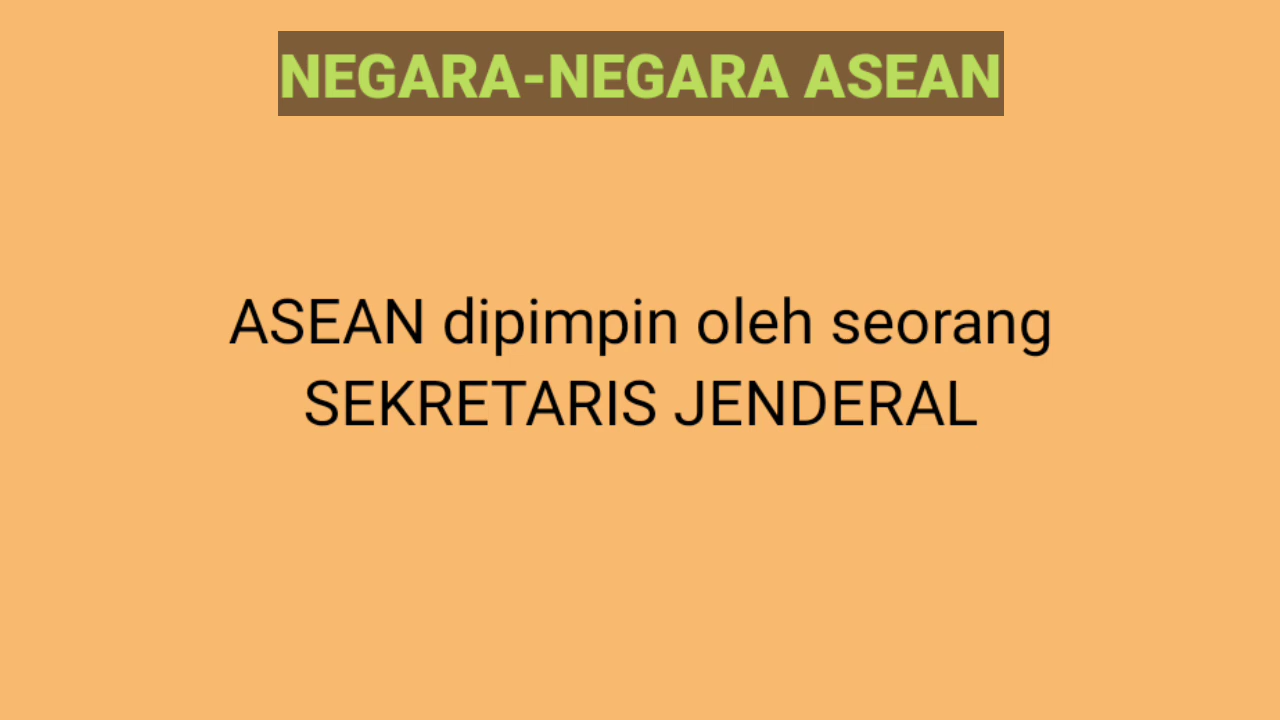 NEGARA-NEGARA ASEAN
ASEAN dipimpin oleh seorang
SEKRETARIS JENDERAL